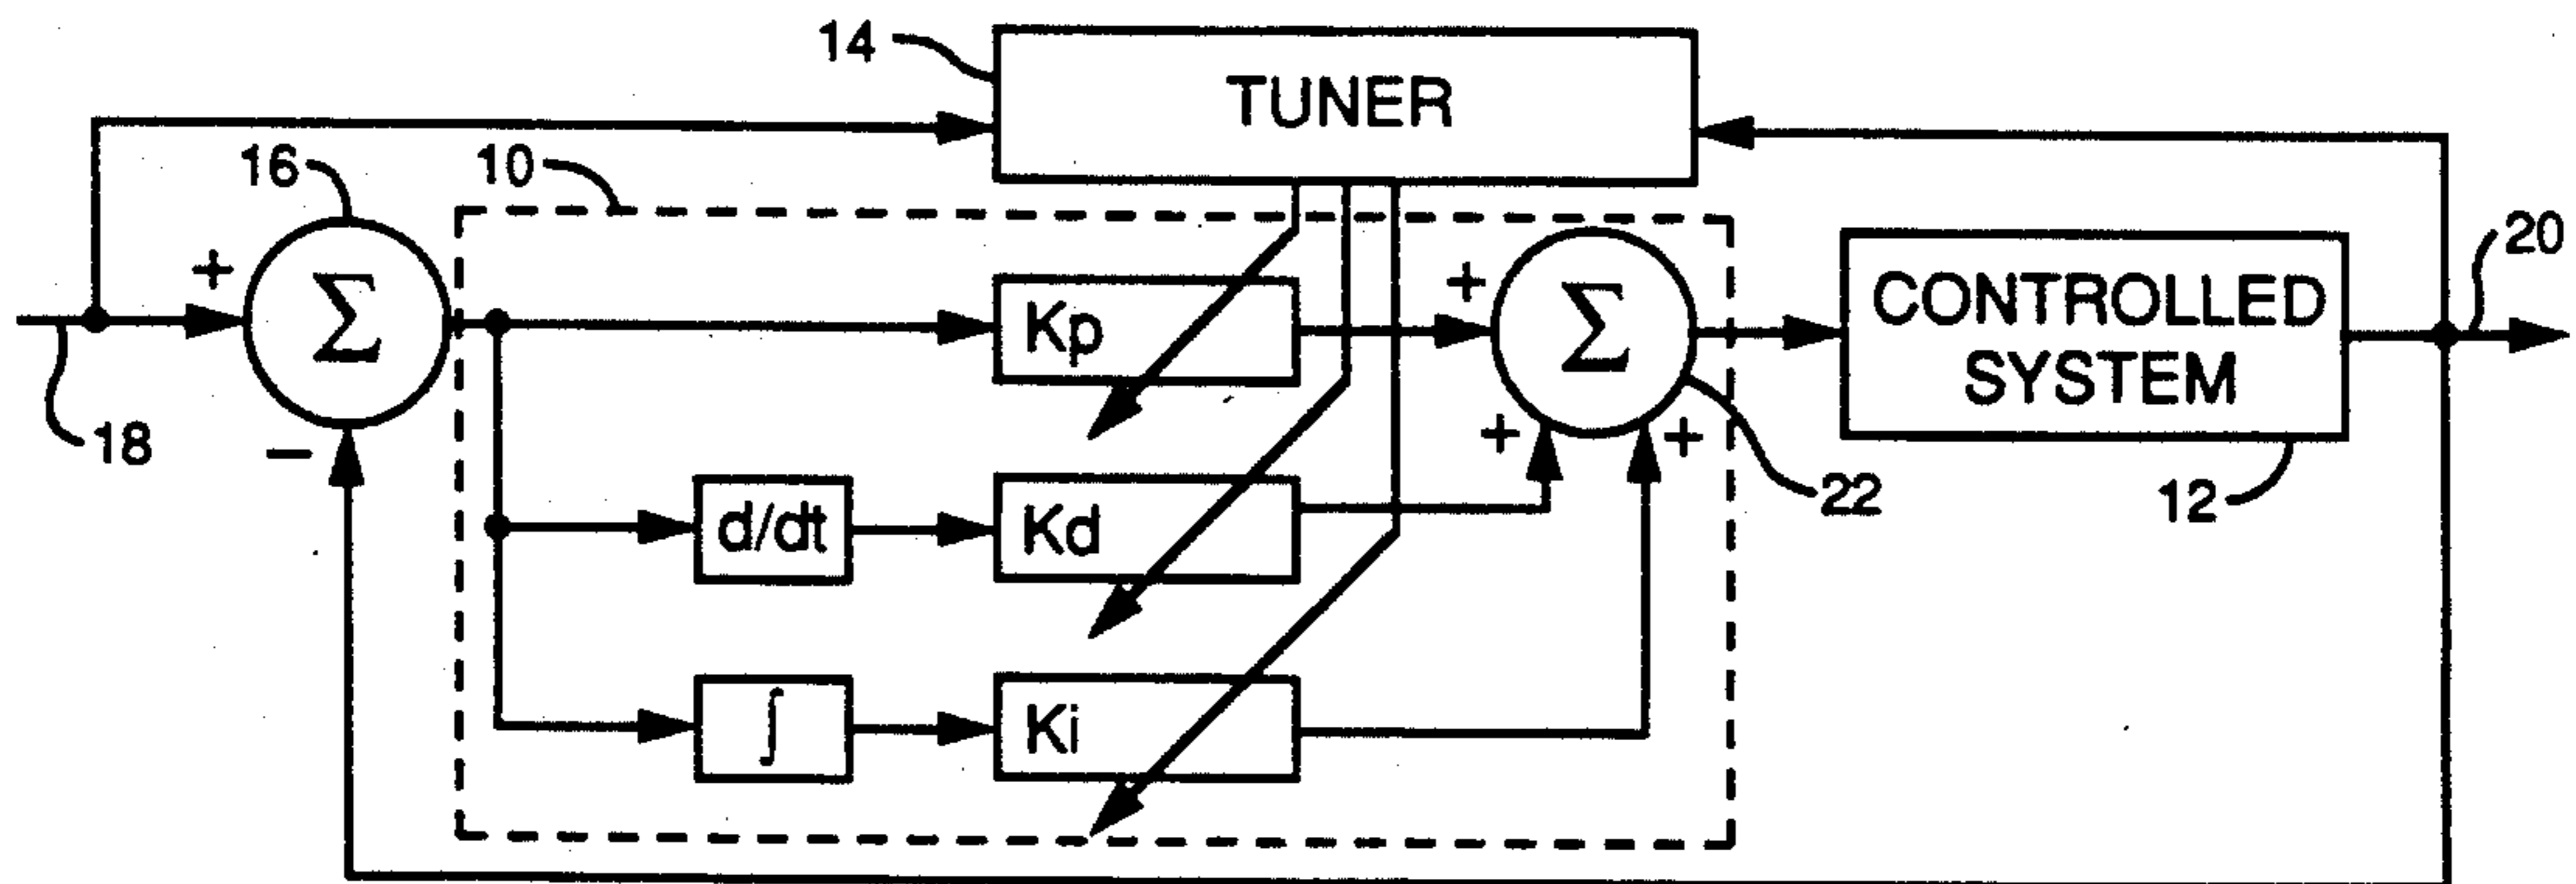 14
TUNER
16
10
+
Σ
18
−
Kp
+
Σ
+
+
22
CONTROLLED
SYSTEM
20
12
d/dt
Kd
∫
Ki